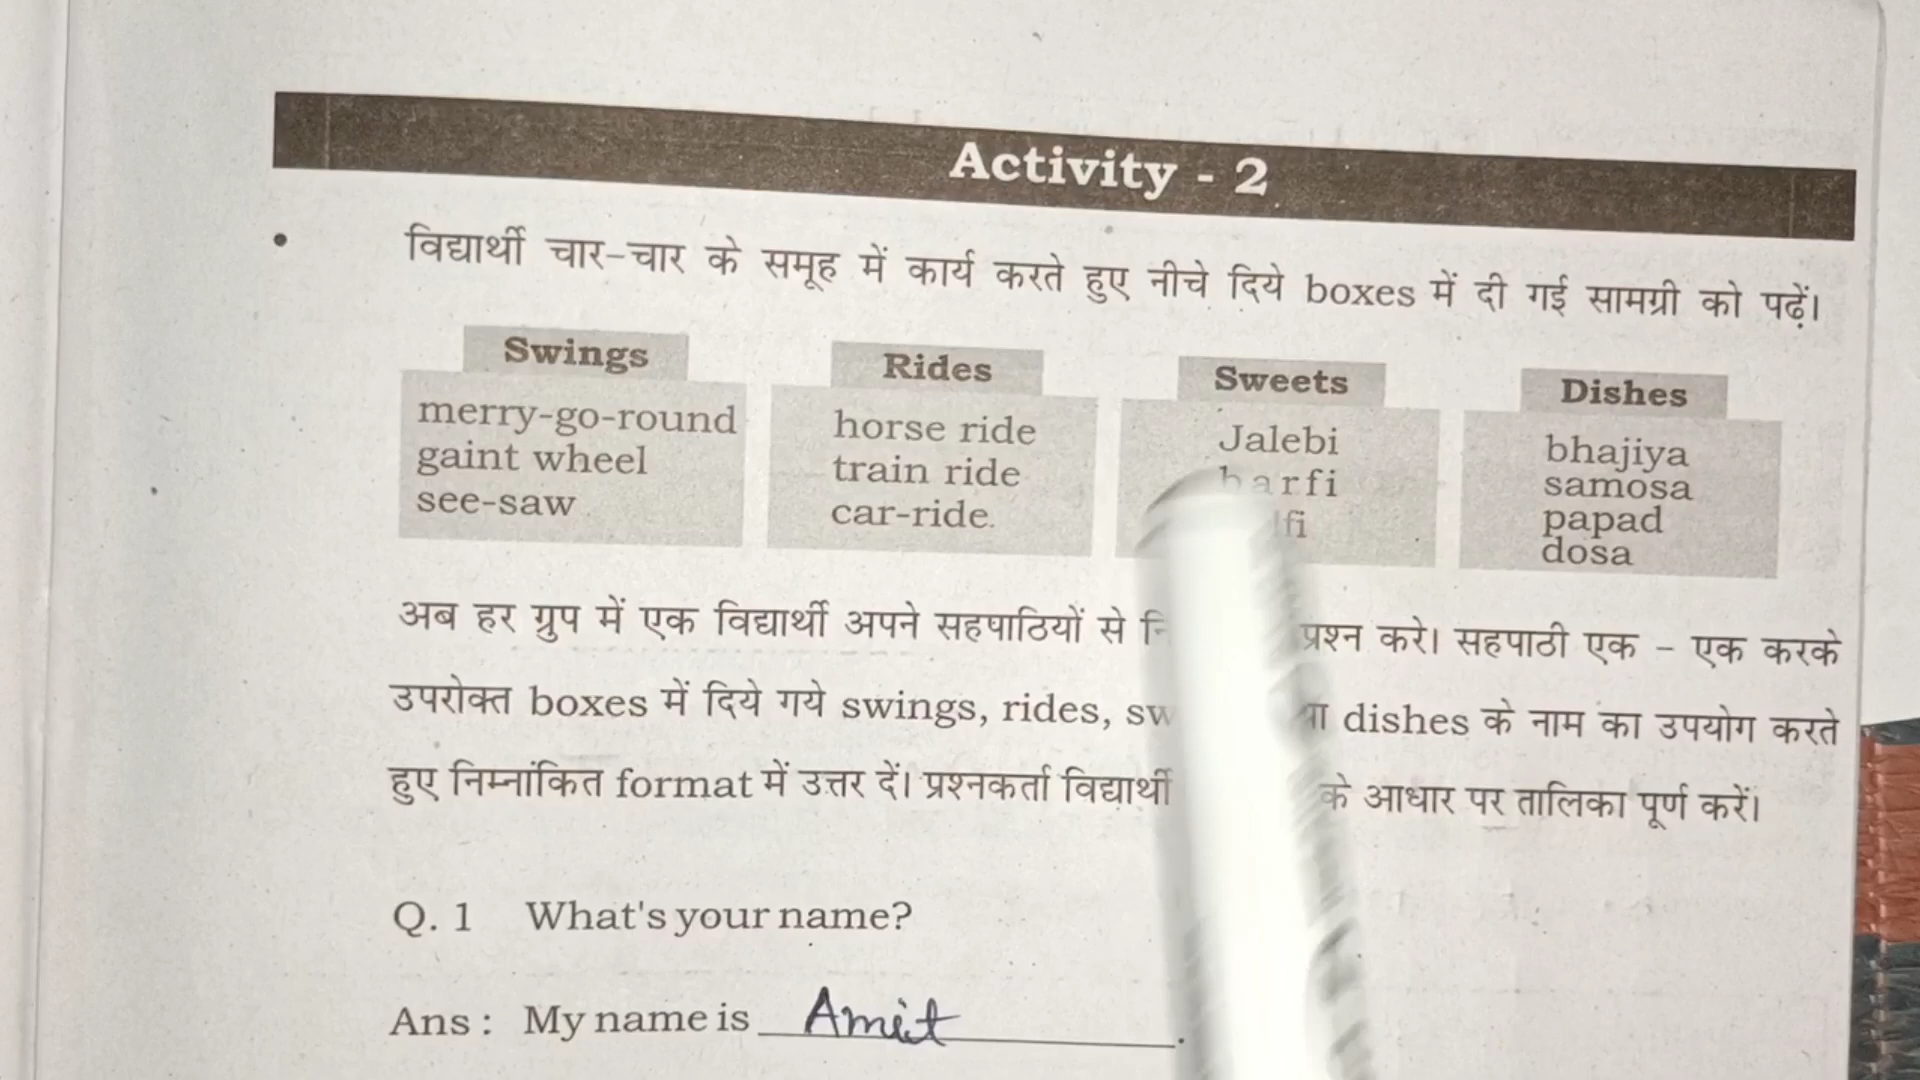 Activity - 2
• विद्यार्थी चार-चार के समूह में कार्य करते हुए नीचे दिये boxes में दी गई सामग्री को पढ़ें।
Swings Rides Sweets Dishes
merry-go-round horse ride Jalebi bhajiya
gaint wheel train ride barfi samosa
see-saw car-ride. papad
dosa
अब हर ग्रुप में एक विद्यार्थी अपने सहपाठियों से प्रश्न करे। सहपाठी एक - एक करके
उपरोक्त boxes में दिये गये swings, rides, dishes के नाम का उपयोग करते
हुए निम्नांकित format में उत्तर दें। प्रश्नकर्ता विद्यार्थी के आधार पर तालिका पूर्ण करें।
Q. 1 What's your name?
Ans : My name is Amit.